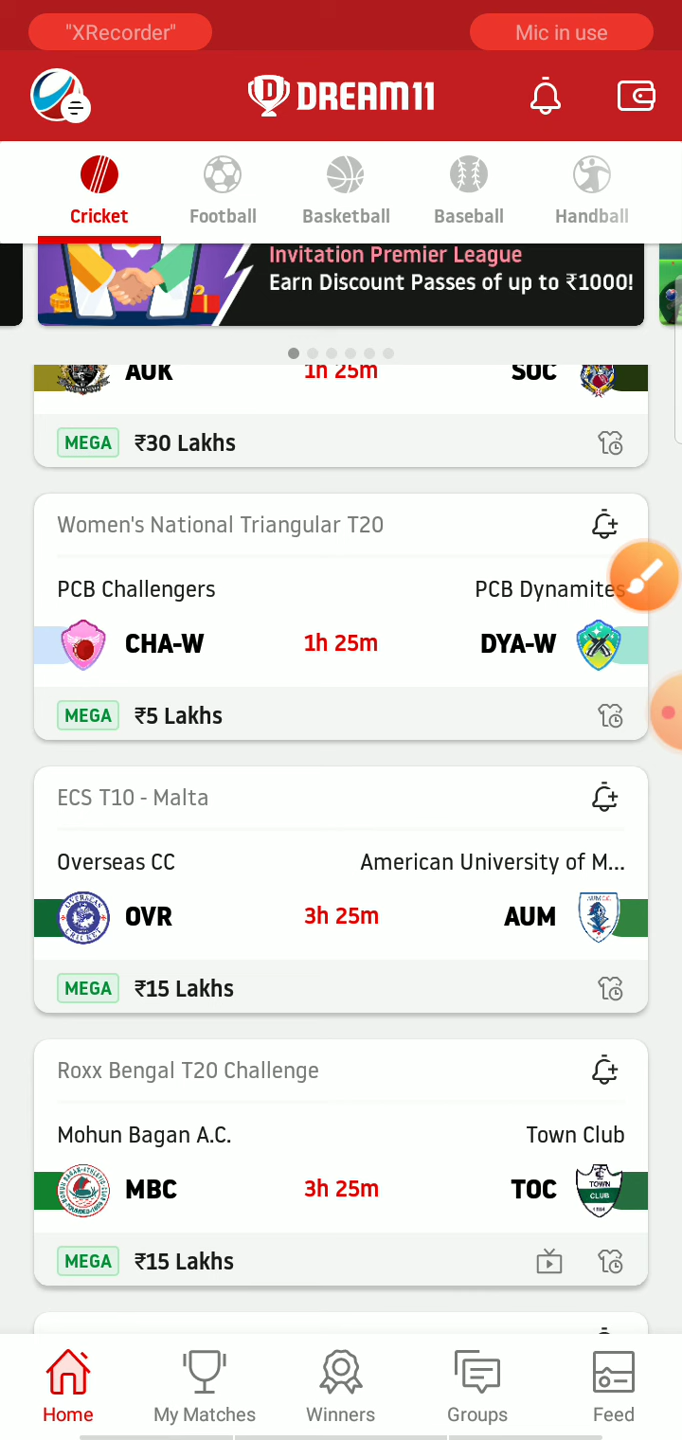 "XRecorder" Mic in use
DREAM11
Cricket Football Basketball Baseball Handball
Invitation Premier League
Earn Discount Passes of up to ₹1000!
AUK 1h 25m SOC
MEGA ₹30 Lakhs
Women's National Triangular T20
PCB Challengers PCB Dynamites
CHA-W 1h 25m DYA-W
MEGA ₹5 Lakhs
ECS T10 - Malta
Overseas CC American University of M...
OVR 3h 25m AUM
MEGA ₹15 Lakhs
Roxx Bengal T20 Challenge
Mohun Bagan A.C. Town Club
MBC 3h 25m TOC
TOWN
CLUB
MEGA ₹15 Lakhs
Home My Matches Winners Groups Feed